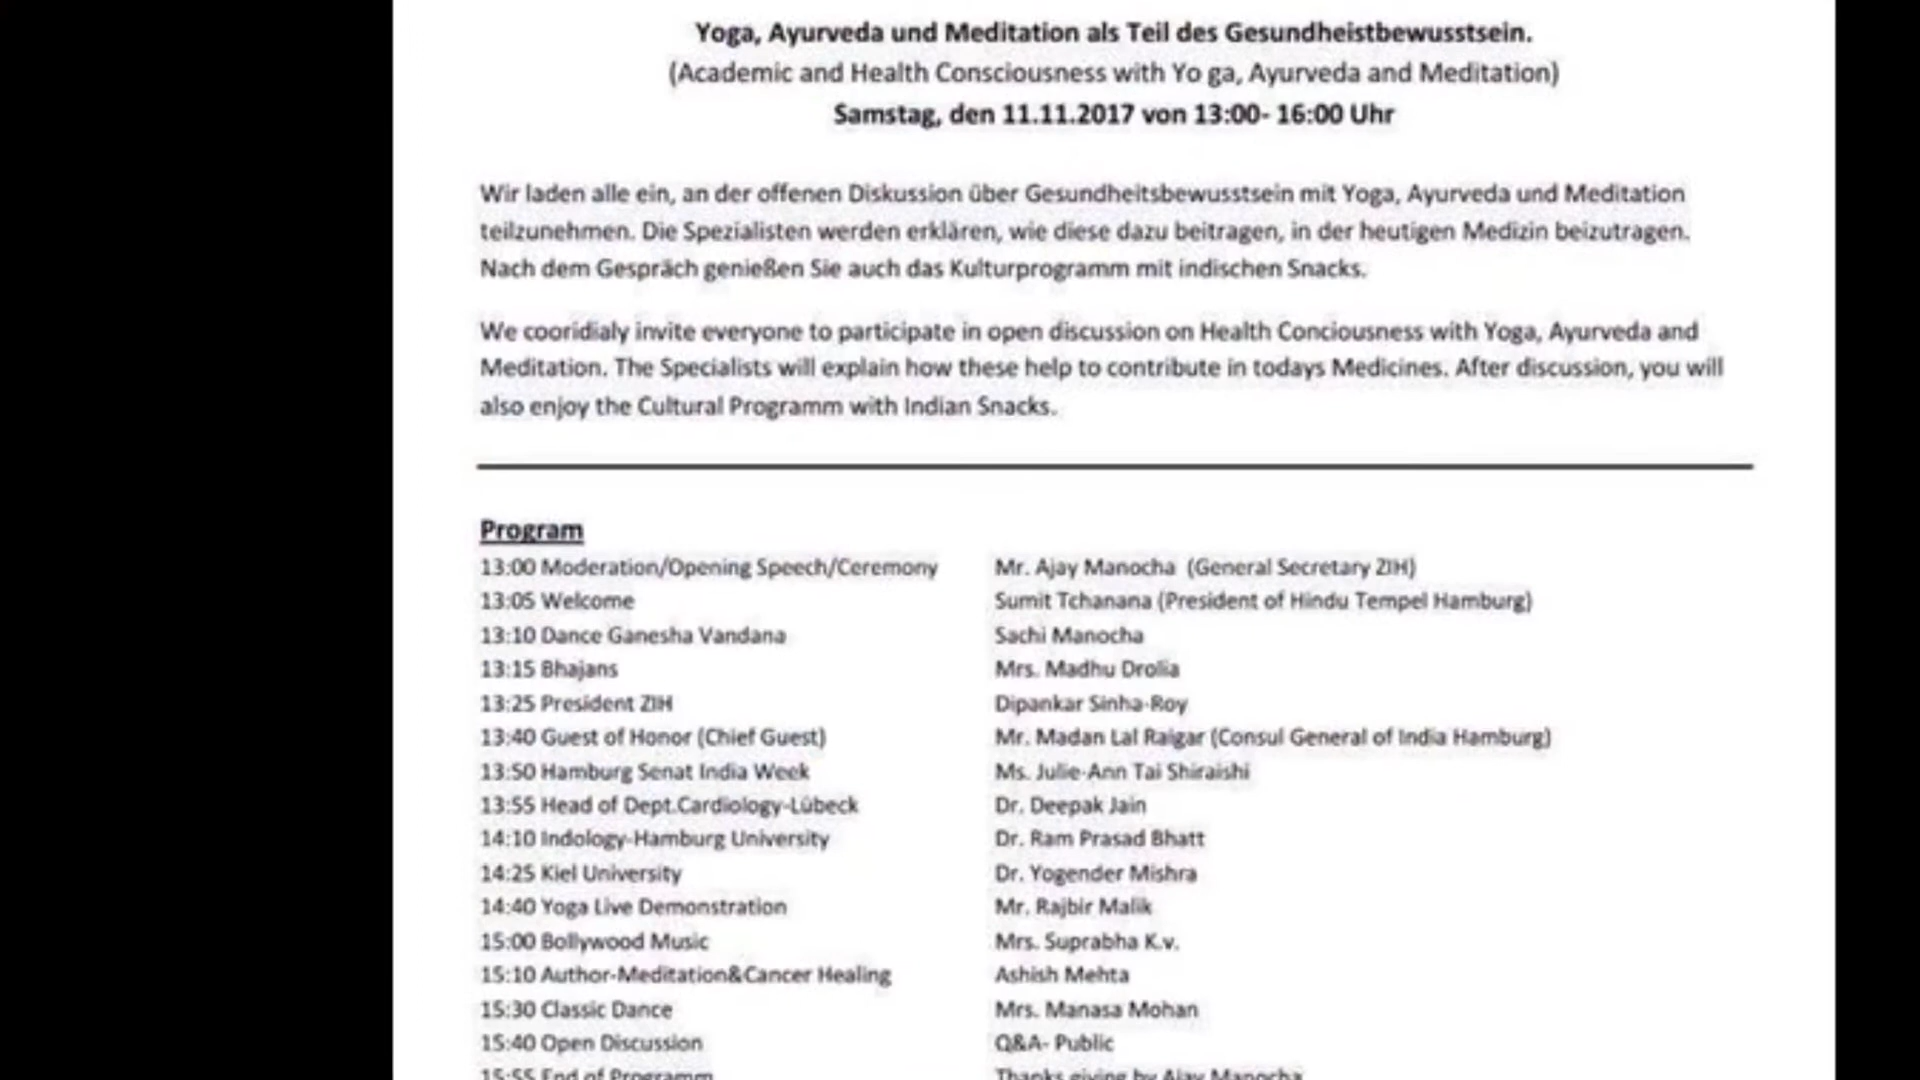 Yoga, Ayurveda und Meditation als Teil des Gesundheistbewusstsein.
(Academic and Health Consciousness with Yo ga, Ayurveda and Meditation)
Samstag, den 11.11.2017 von 13:00- 16:00 Uhr
Wir laden alle ein, an der offenen Diskussion über Gesundheitsbewusstsein mit Yoga, Ayurveda und Meditation
teilzunehmen. Die Spezialisten werden erklären, wie diese dazu beitragen, in der heutigen Medizin beizutragen.
Nach dem Gespräch genießen Sie auch das Kulturprogramm mit indischen Snacks.
We cooridialy invite everyone to participate in open discussion on Health Conciousness with Yoga, Ayurveda and
Meditation. The Specialists will explain how these help to contribute in todays Medicines. After discussion, you will
also enjoy the Cultural Programm with Indian Snacks.
Program
13:00 Moderation/Opening Speech/Ceremony Mr. Ajay Manocha (General Secretary ZIH)
13:05 Welcome Sumit Tchanana (President of Hindu Tempel Hamburg)
13:10 Dance Ganesha Vandana Sachi Manocha
13:15 Bhajans Mrs. Madhu Drolia
13:25 President ZIH Dipankar Sinha-Roy
13:40 Guest of Honor (Chief Guest) Mr. Madan Lal Raigar (Consul General of India Hamburg)
13:50 Hamburg Senat India Week Ms. Julie-Ann Tai Shiraishi
13:55 Head of Dept.Cardiology-Lübeck Dr. Deepak Jain
14:10 Indology-Hamburg University Dr. Ram Prasad Bhatt
14:25 Kiel University Dr. Yogender Mishra
14:40 Yoga Live Demonstration Mr. Rajbir Malik
15:00 Bollywood Music Mrs. Suprabha K.v.
15:10 Author-Meditation&Cancer Healing Ashish Mehta
15:30 Classic Dance Mrs. Manasa Mohan
15:40 Open Discussion Q&A- Public
15:55 End of Programm Thanks giving by Ajay Manocha